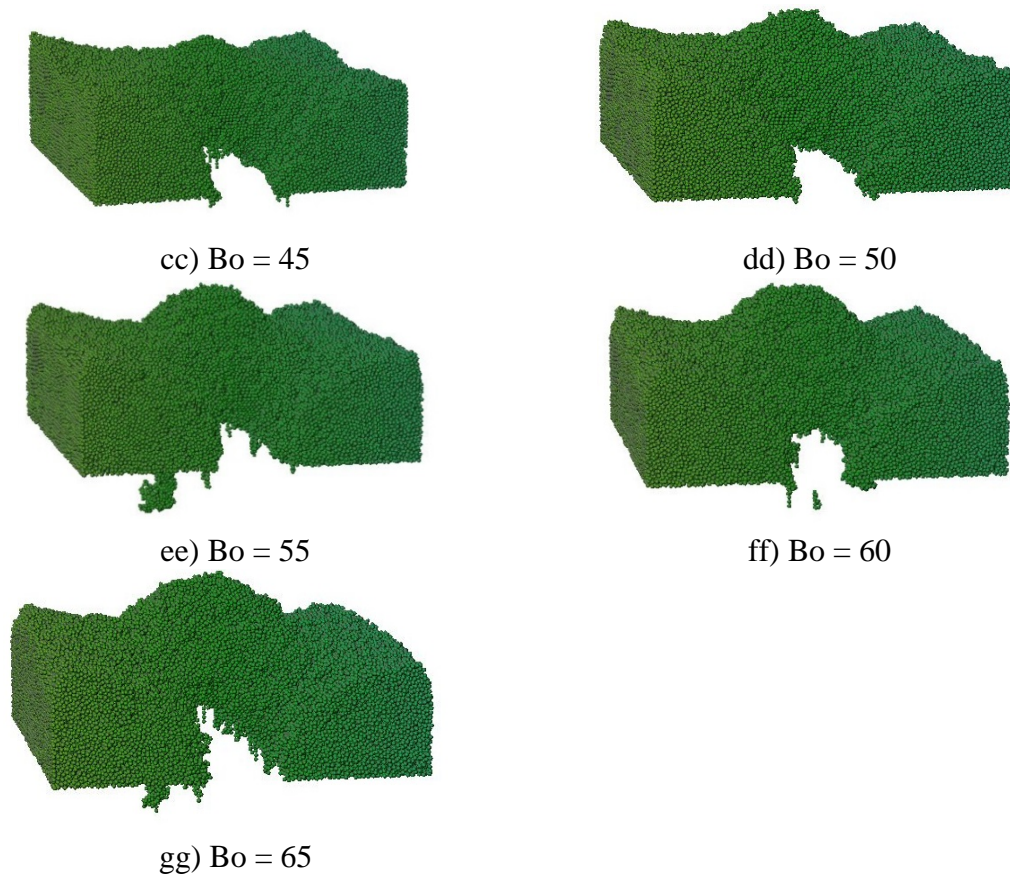 cc) Bo = 45
dd) Bo = 50
ee) Bo = 55
ff) Bo = 60
gg) Bo = 65